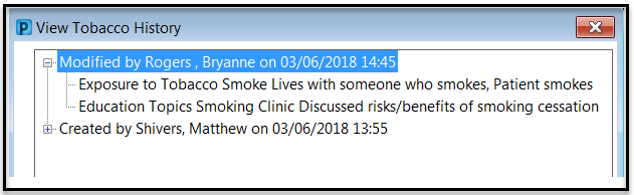 View Tobacco History
Modified by Rogers , Bryanne on 03/06/2018 14:45
Exposure to Tobacco Smoke Lives with someone who smokes, Patient smokes
Education Topics Smoking Clinic Discussed risks/benefits of smoking cessation
Created by Shivers, Matthew on 03/06/2018 13:55